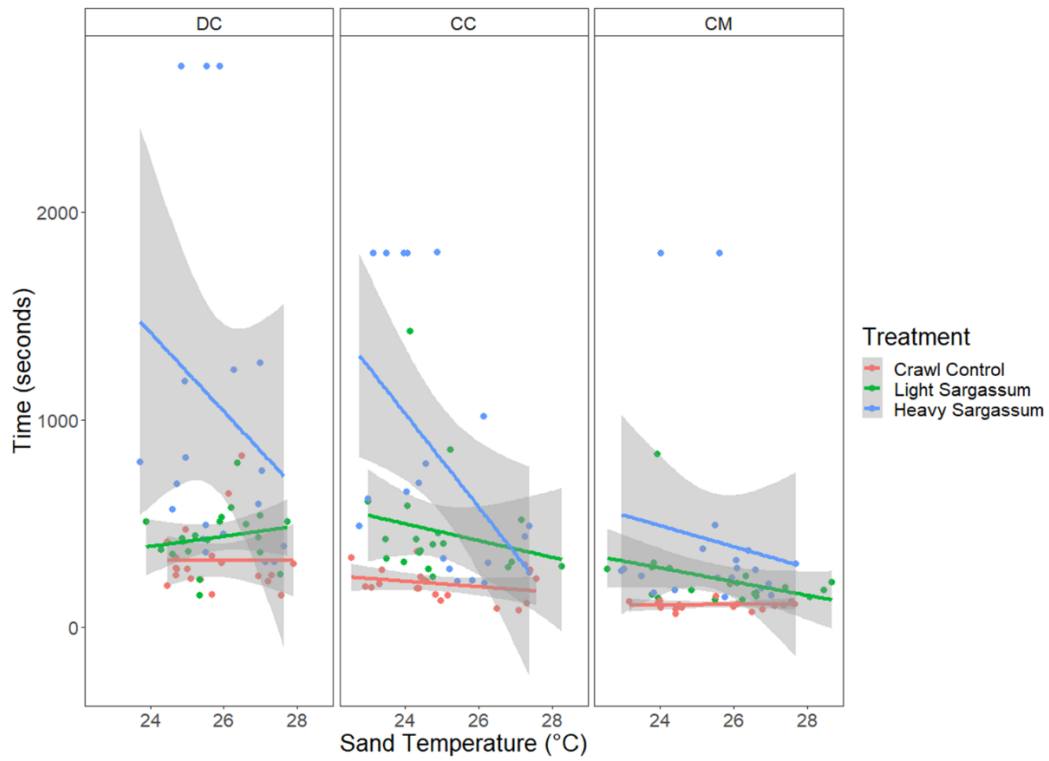 DC CC CM
2000
1000
0
Time (seconds)
24 26 28 24 26 28 24 26 28
Sand Temperature (°C)
Treatment
Crawl Control
Light Sargassum
Heavy Sargassum